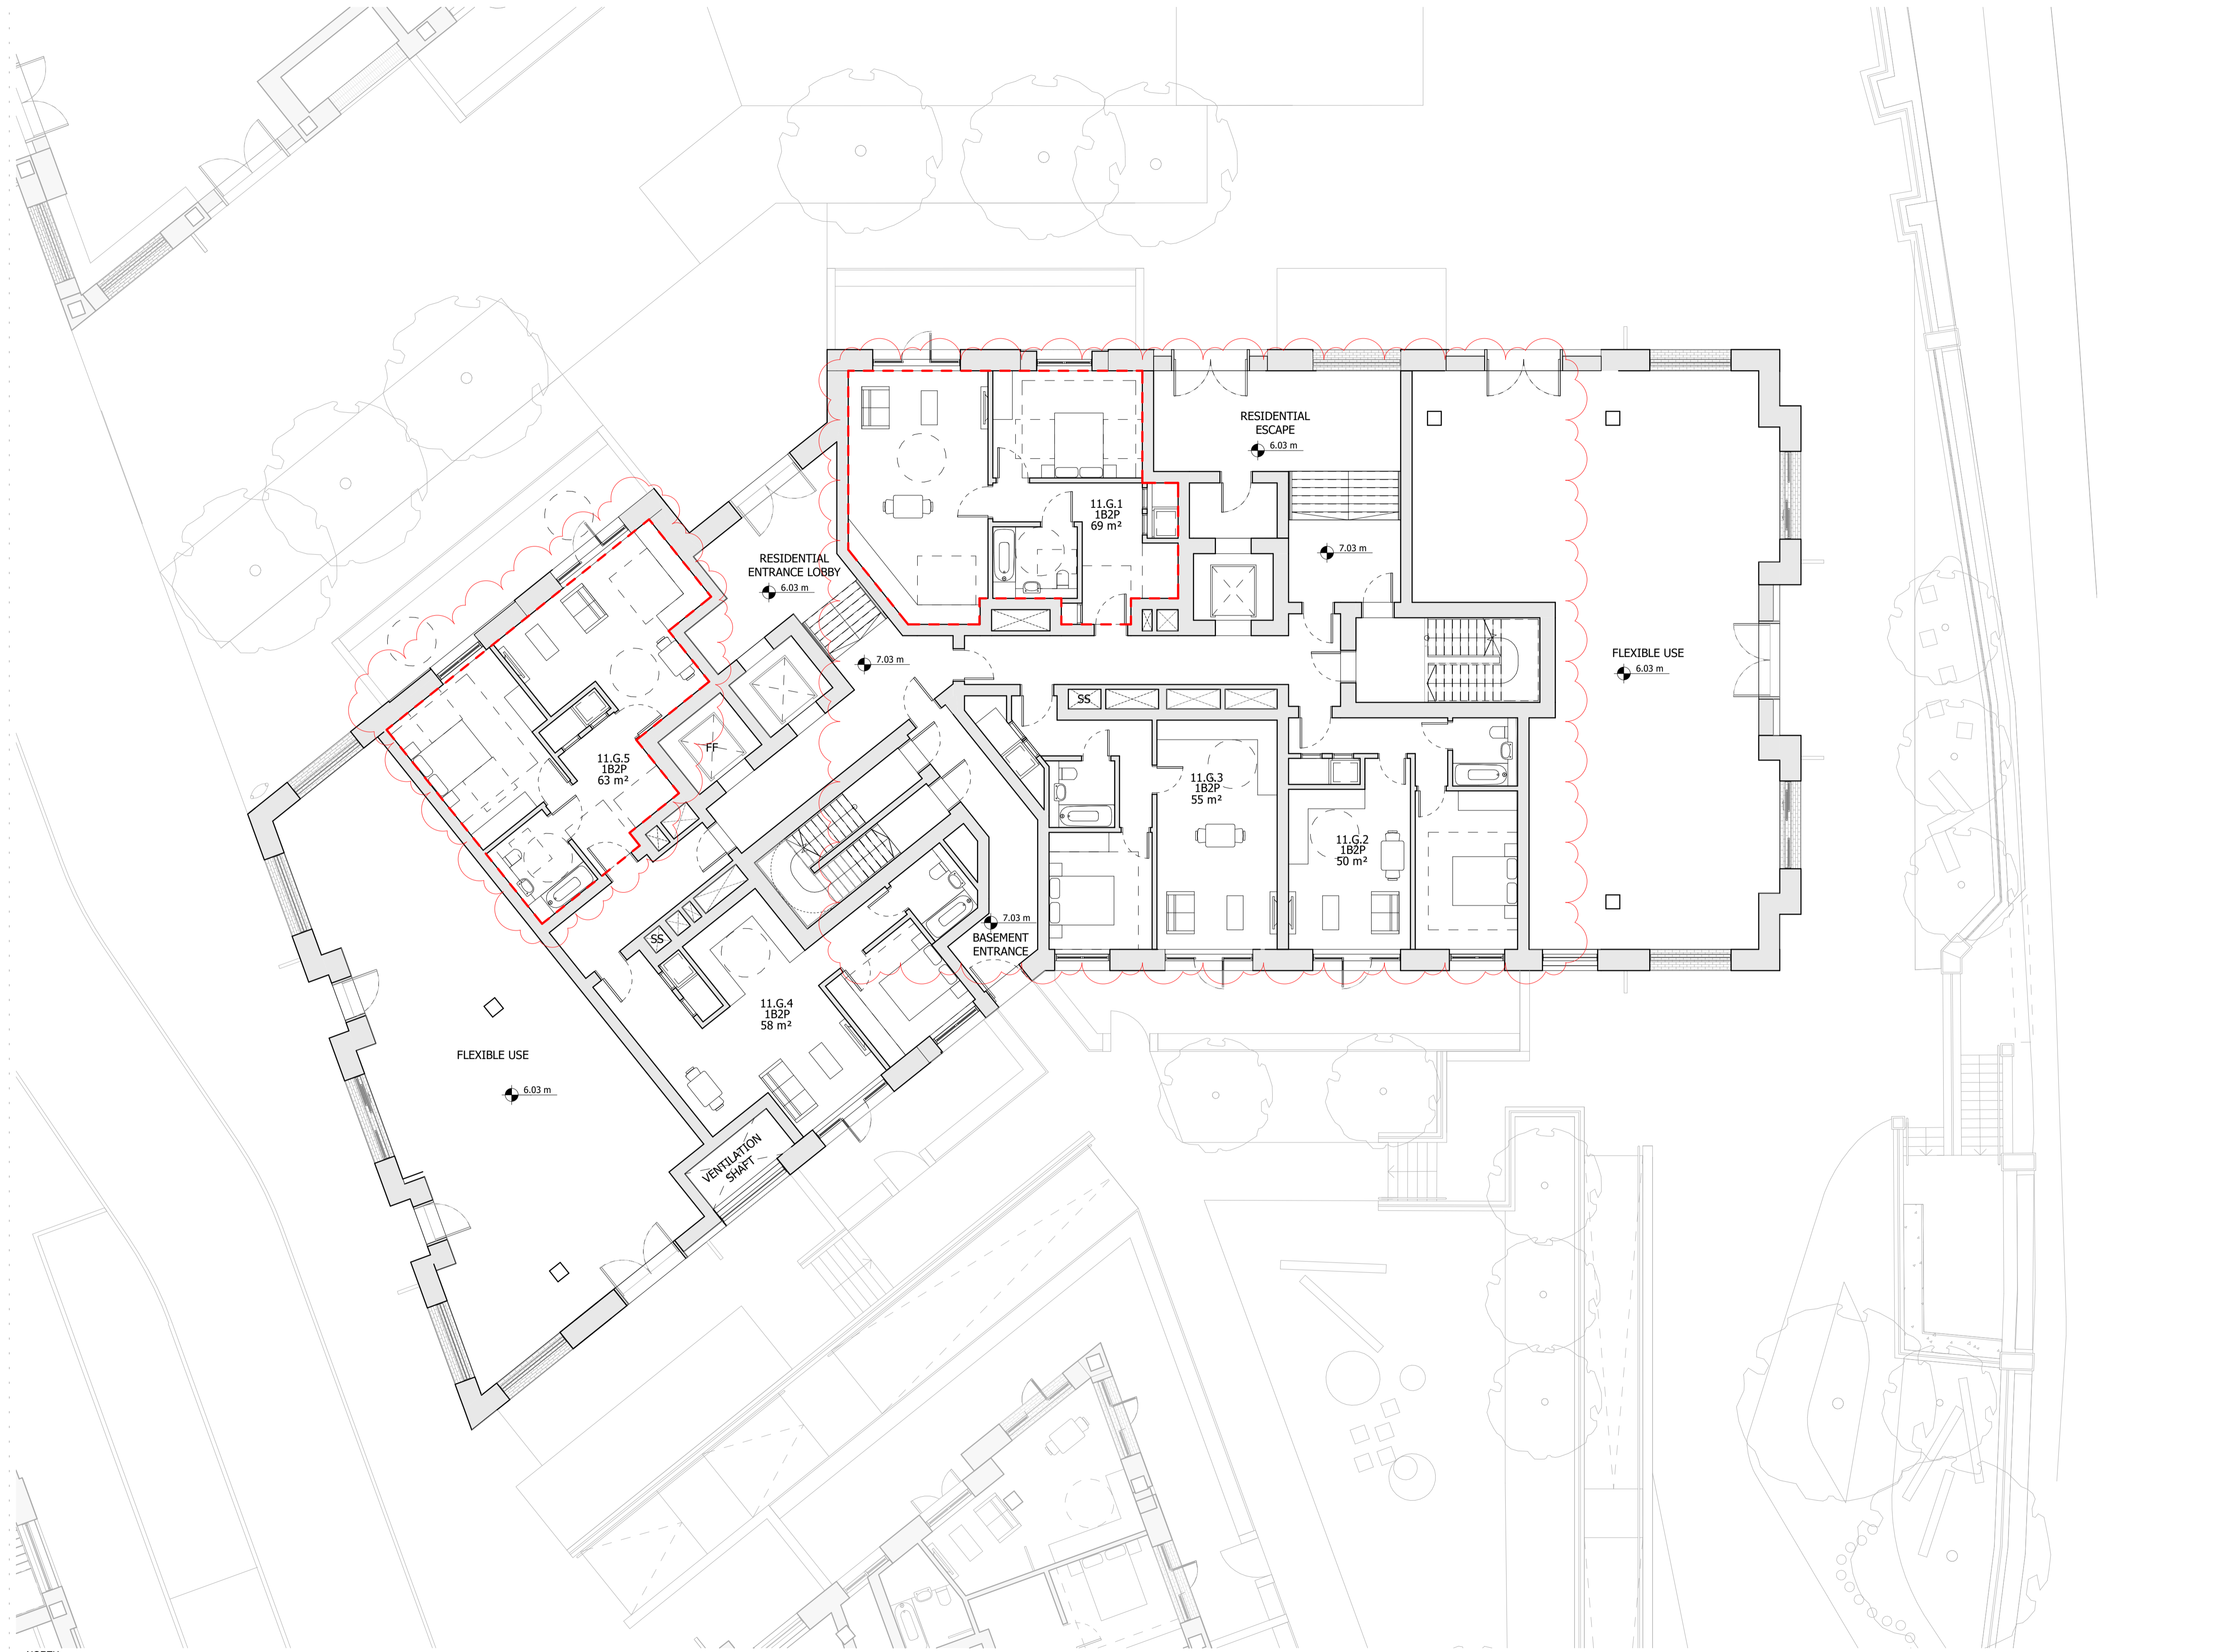 RESIDENTIAL
ESCAPE
6.03 m
11.G.1
1B2P
69 m²
7.03 m
RESIDENTIAL
ENTRANCE LOBBY
6.03 m
7.03 m
FLEXIBLE USE
6.03 m
SS
FF
11.G.5
1B2P
63 m²
11.G.3
1B2P
55 m²
11.G.2
1B2P
50 m²
7.03 m
BASEMENT
ENTRANCE
SS
11.G.4
1B2P
58 m²
FLEXIBLE USE
6.03 m
VENTILATION
SHAFT